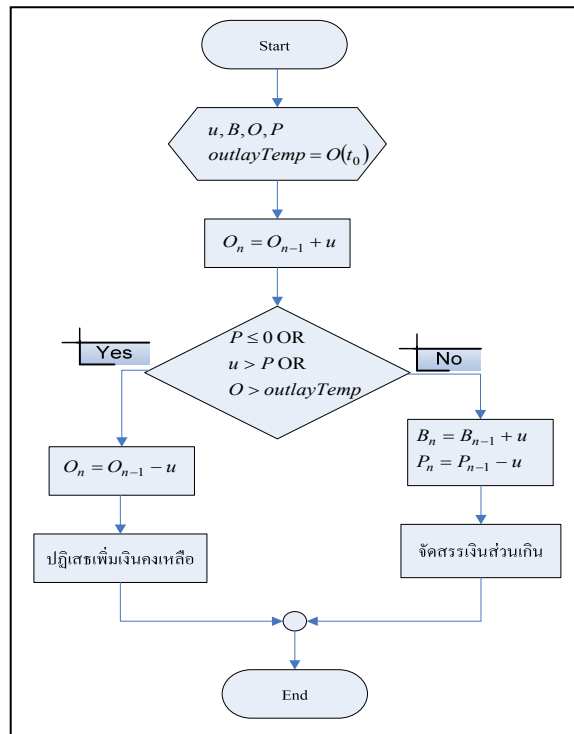 Start
u, B, O, P
outlayTemp = O(t₀)
Oₙ = Oₙ₋₁ + u
P ≤ 0 OR
u > P OR
O > outlayTemp
Yes
No
Oₙ = Oₙ₋₁ − u
Bₙ = Bₙ₋₁ + u
Pₙ = Pₙ₋₁ − u
ปฏิเสธเพิ่มเงินคงเหลือ
จัดสรรเงินส่วนเกิน
End